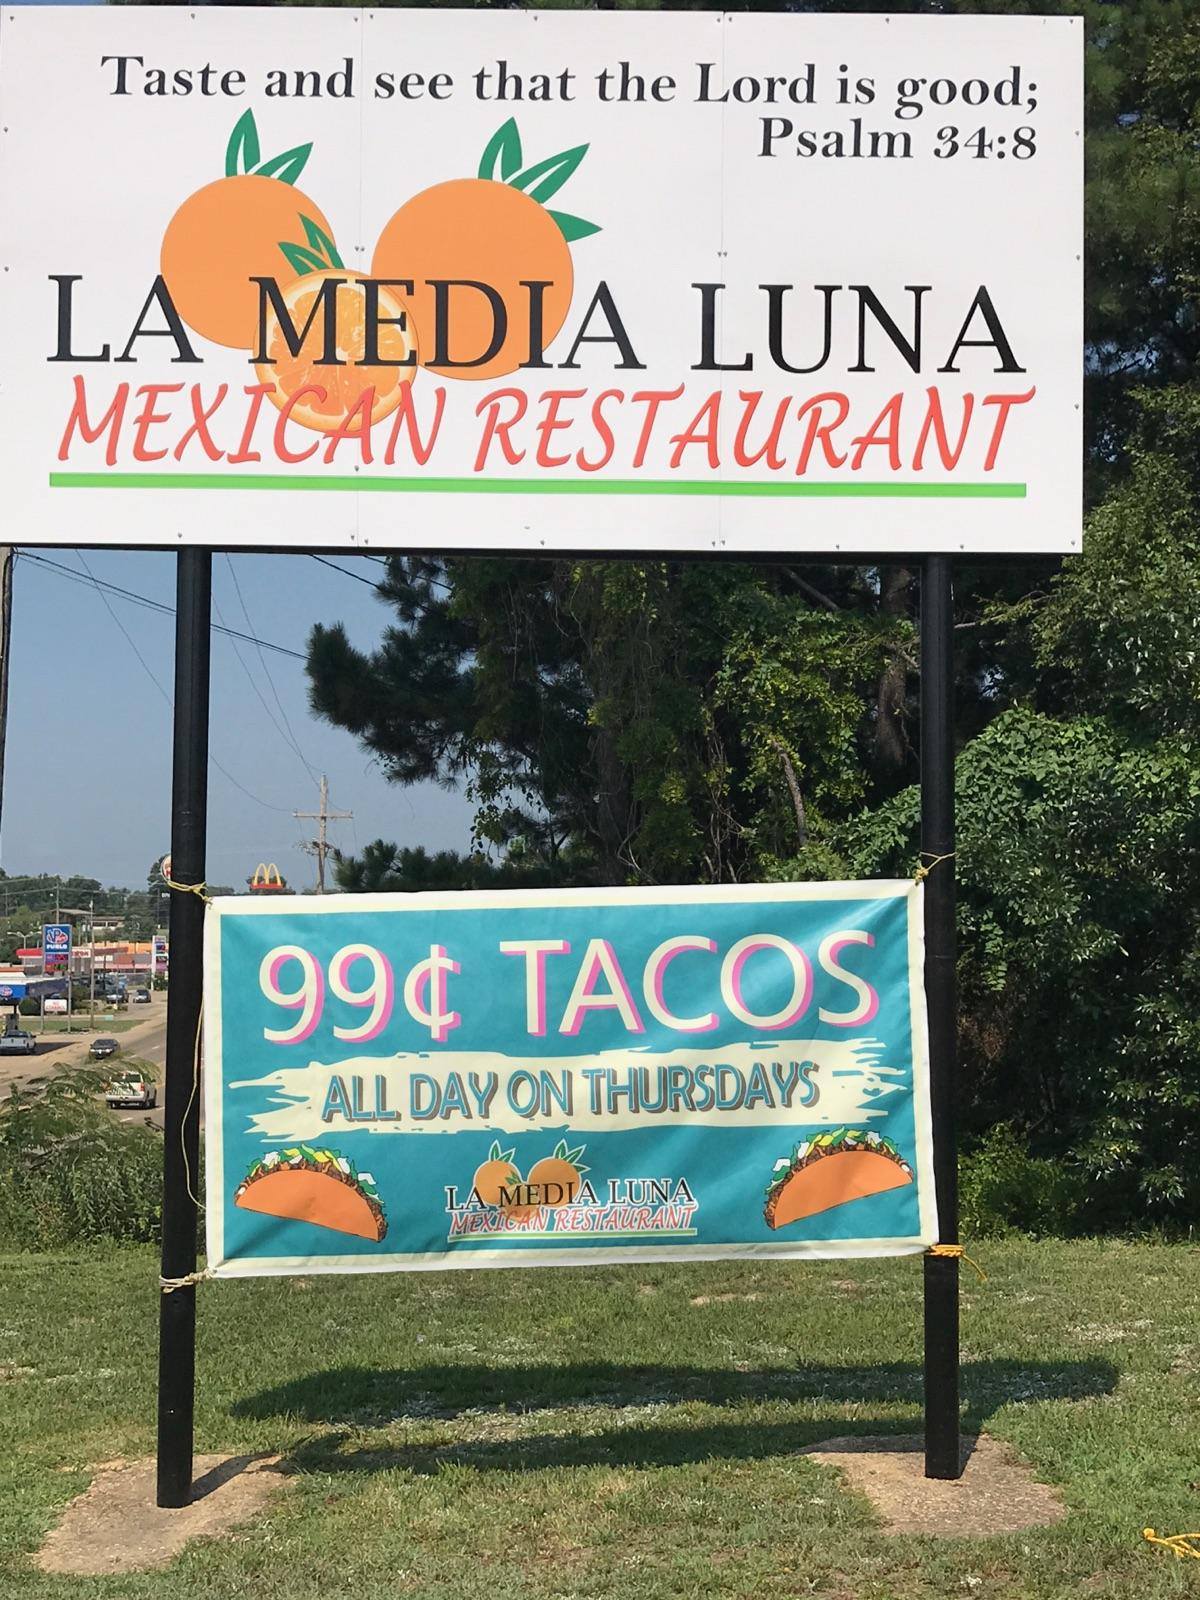 Taste and see that the Lord is good;
Psalm 34:8
LA MEDIA LUNA
MEXICAN RESTAURANT
99¢ TACOS
ALL DAY ON THURSDAYS
LA MEDIA LUNA
MEXICAN RESTAURANT